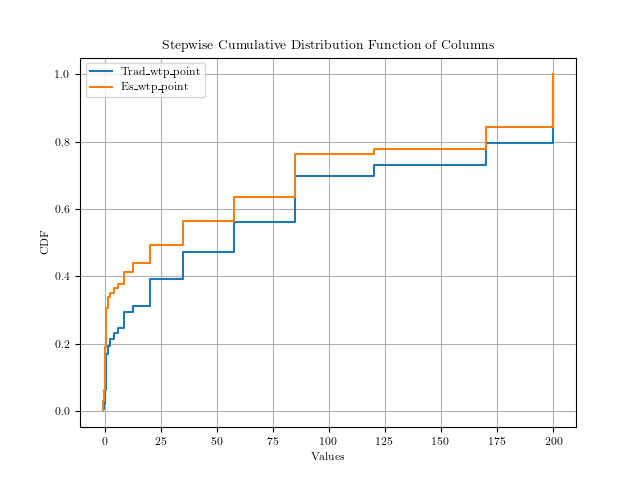 Stepwise Cumulative Distribution Function of Columns
Trad_wtp_point
Es_wtp_point
1.0
0.8
0.6
0.4
0.2
0.0
CDF
0 25 50 75 100 125 150 175 200
Values